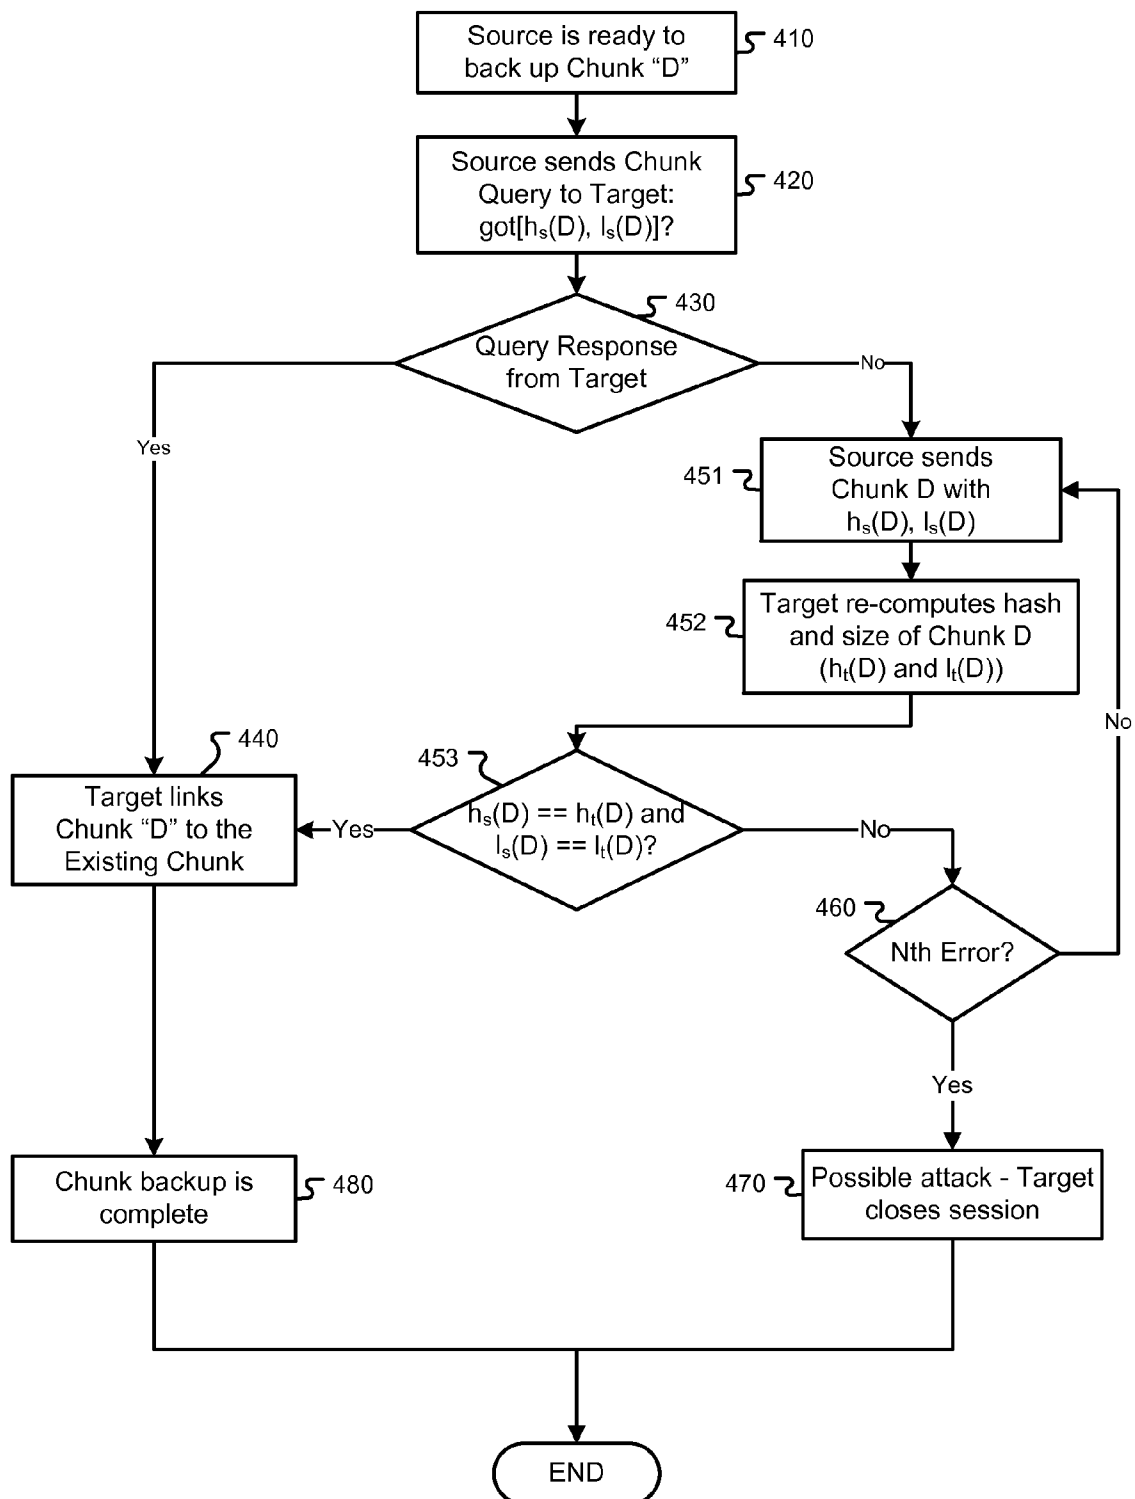 Source is ready to
back up Chunk “D”
410
Source sends Chunk
Query to Target:
got[hs(D), ls(D)]?
420
430
Query Response
from Target
No
Yes
Source sends
Chunk D with
hs(D), ls(D)
451
Target re-computes hash
and size of Chunk D
(ht(D) and lt(D))
452
No
440
Target links
Chunk “D” to the
Existing Chunk
453
hs(D) == ht(D) and
ls(D) == lt(D)?
Yes
No
460
Nth Error?
Yes
Chunk backup is
complete
480
470
Possible attack - Target
closes session
END